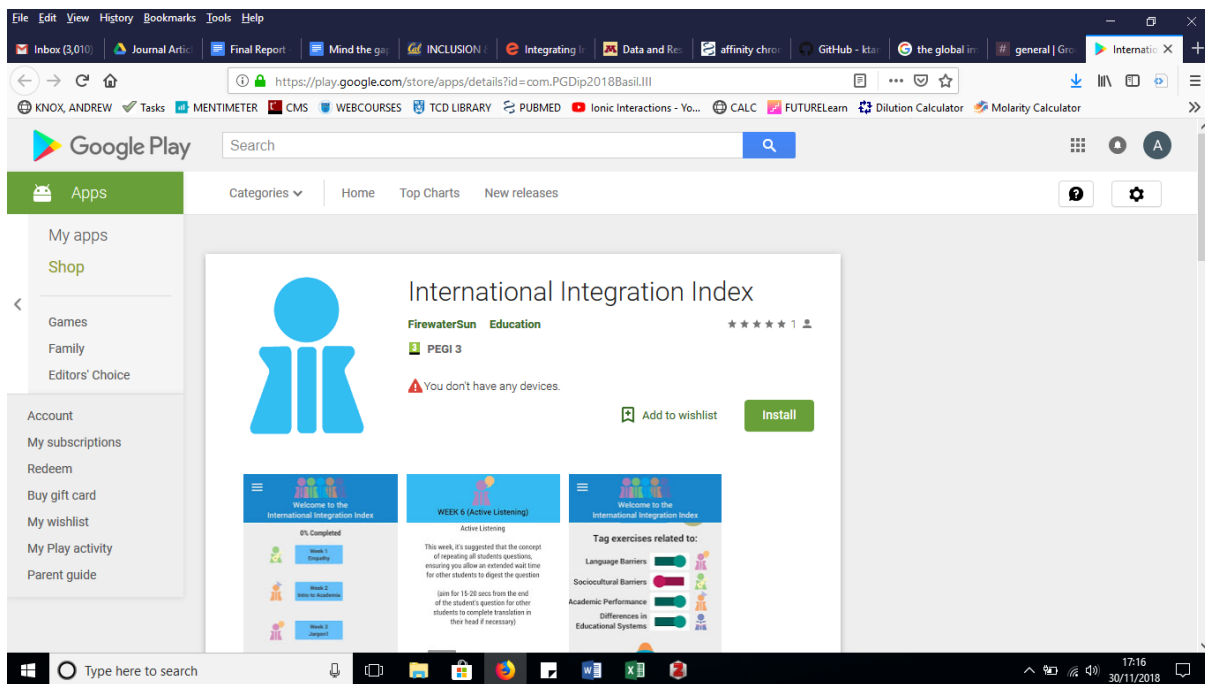 File Edit View History Bookmarks Tools Help
Inbox (3,010) Journal Artic Final Report - Mind the gap INCLUSION & Integrating In Data and Res affinity chror GitHub - ktar the global im general | Gro Internatio
https://play.google.com/store/apps/details?id=com.PGDip2018Basil.III
KNOX, ANDREW Tasks MENTIMETER CMS WEBCOURSES TCD LIBRARY PUBMED Ionic Interactions - Yo... CALC FUTURELearn Dilution Calculator Molarity Calculator
Google Play Search A
Apps Categories Home Top Charts New releases
My apps
Shop
Games
Family
Editors' Choice
Account
My subscriptions
Redeem
Buy gift card
My wishlist
My Play activity
Parent guide
International Integration Index
FirewaterSun Education 1
3 PEGI 3
You don't have any devices.
Add to wishlist Install
Welcome to the
International Integration Index
0% Completed
Week 1
Empathy
Week 2
Intro to Academia
Week 3
Jargon1
WEEK 6 (Active Listening)
Active Listening
This week, it's suggested that the concept
of repeating all students questions,
ensuring you allow an extended wait time
for other students to digest the question
(aim for 15-20 secs from the end
of the student's question for other
students to complete translation in
their head if necessary)
Welcome to the
International Integration Index
Tag exercises related to:
Language Barriers
Sociocultural Barriers
Academic Performance
Differences in
Educational Systems
Type here to search
17:16
30/11/2018